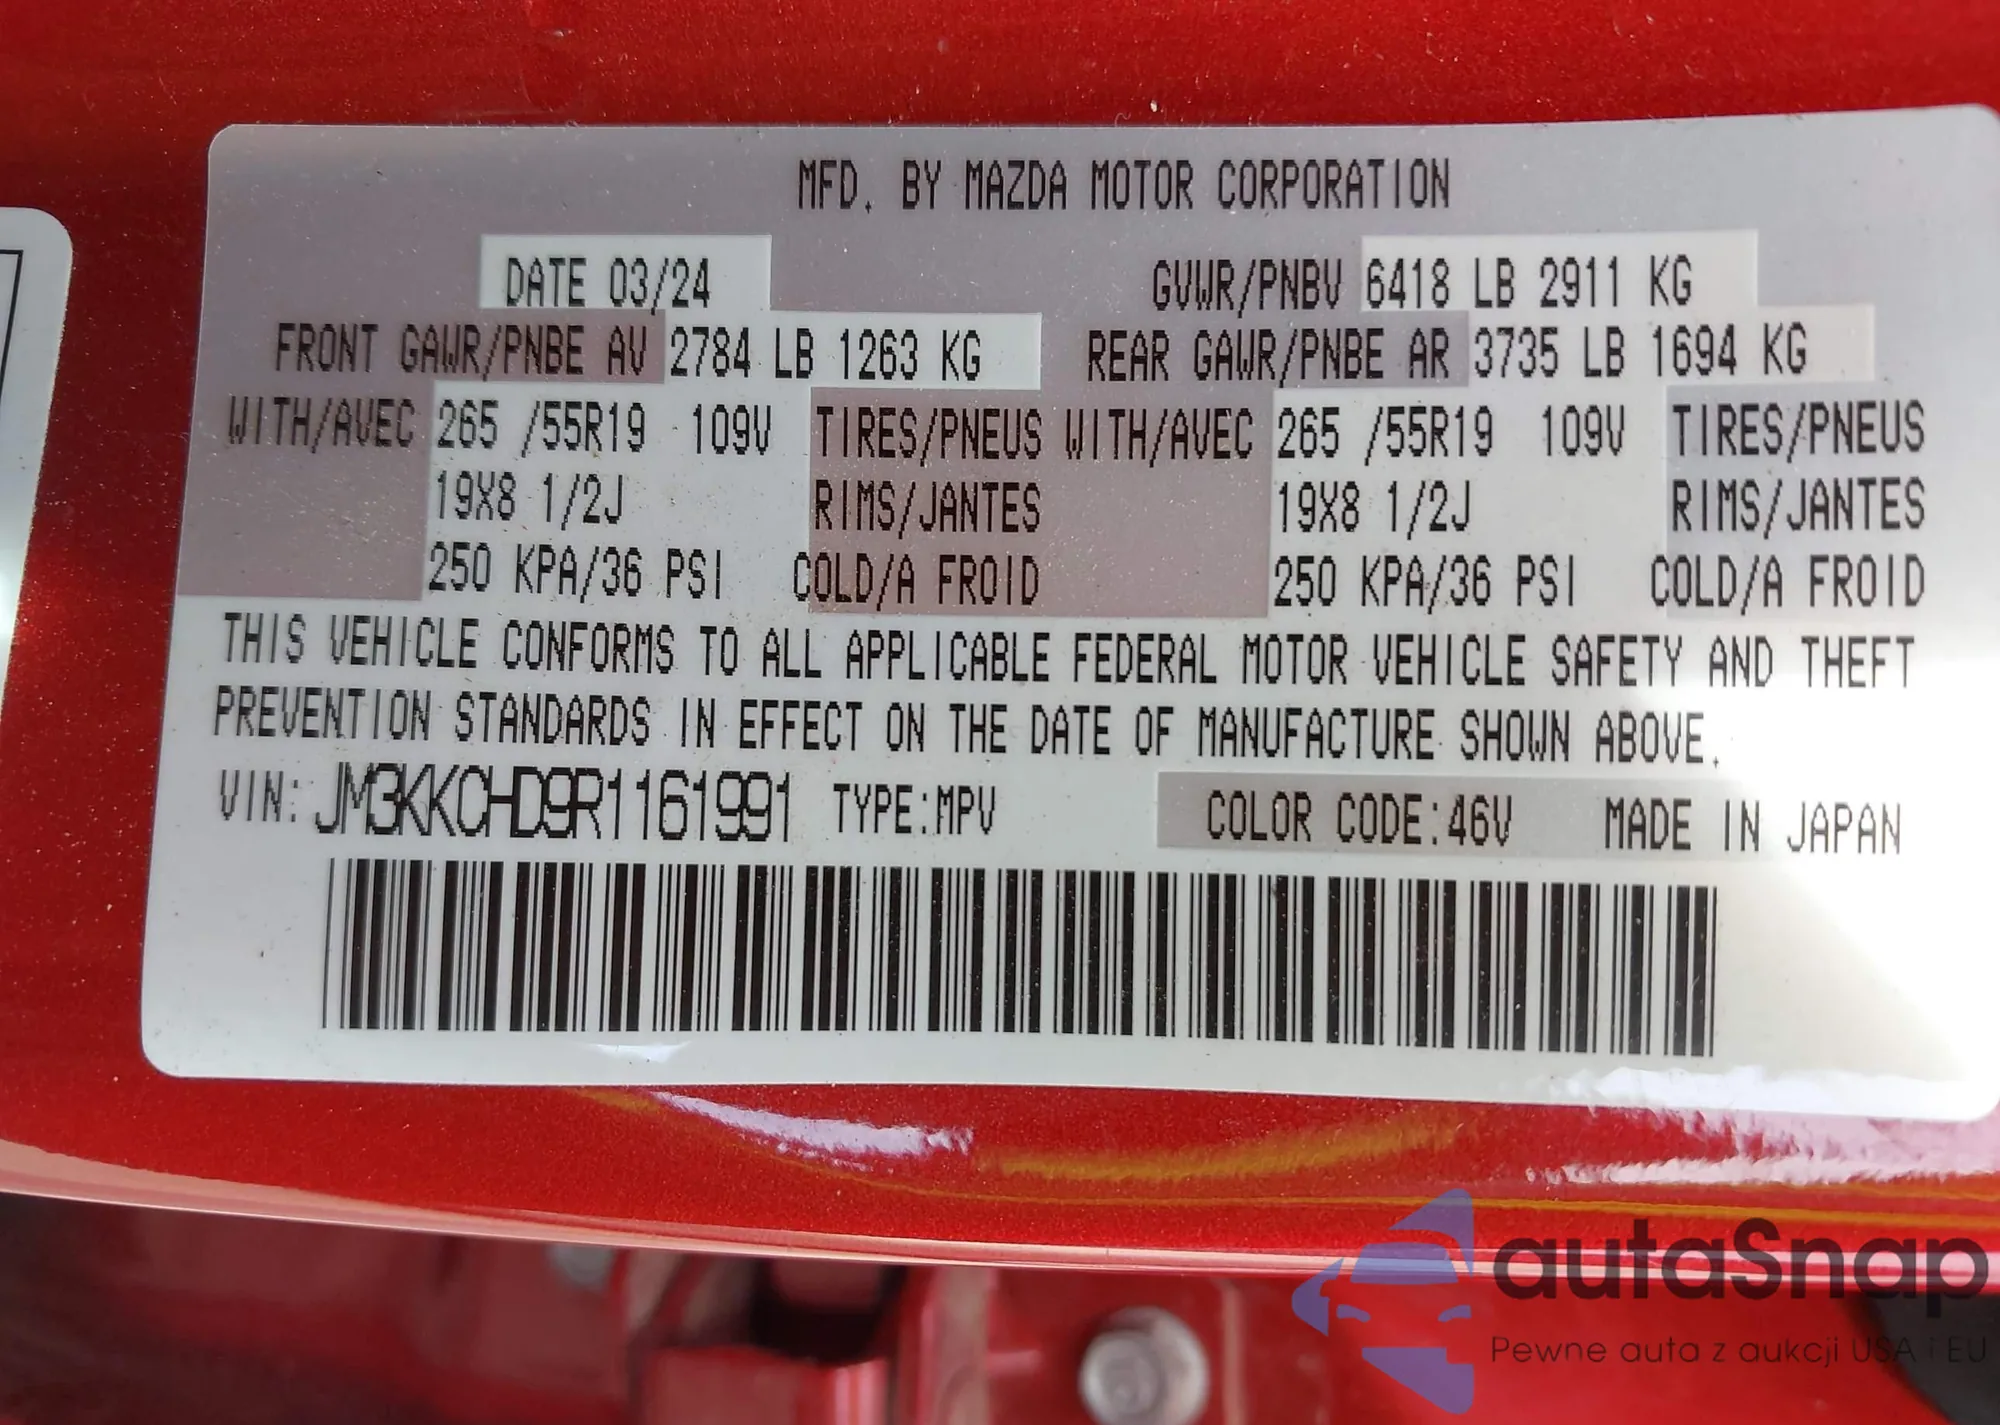 MFD. BY MAZDA MOTOR CORPORATION
DATE 03/24 GVWR/PNBV 6418 LB 2911 KG
FRONT GAWR/PNBE AV 2784 LB 1263 KG REAR GAWR/PNBE AR 3735 LB 1694 KG
WITH/AVEC 265 /55R19 109V TIRES/PNEUS WITH/AVEC 265 /55R19 109V TIRES/PNEUS
19X8 1/2J RIMS/JANTES 19X8 1/2J RIMS/JANTES
250 KPA/36 PSI COLD/A FROID 250 KPA/36 PSI COLD/A FROID
THIS VEHICLE CONFORMS TO ALL APPLICABLE FEDERAL MOTOR VEHICLE SAFETY AND THEFT
PREVENTION STANDARDS IN EFFECT ON THE DATE OF MANUFACTURE SHOWN ABOVE.
VIN: JM3KKCHD9R1161991 TYPE:MPV COLOR CODE:46V MADE IN JAPAN
autaSnap
Pewne auta z aukcji USA i EU